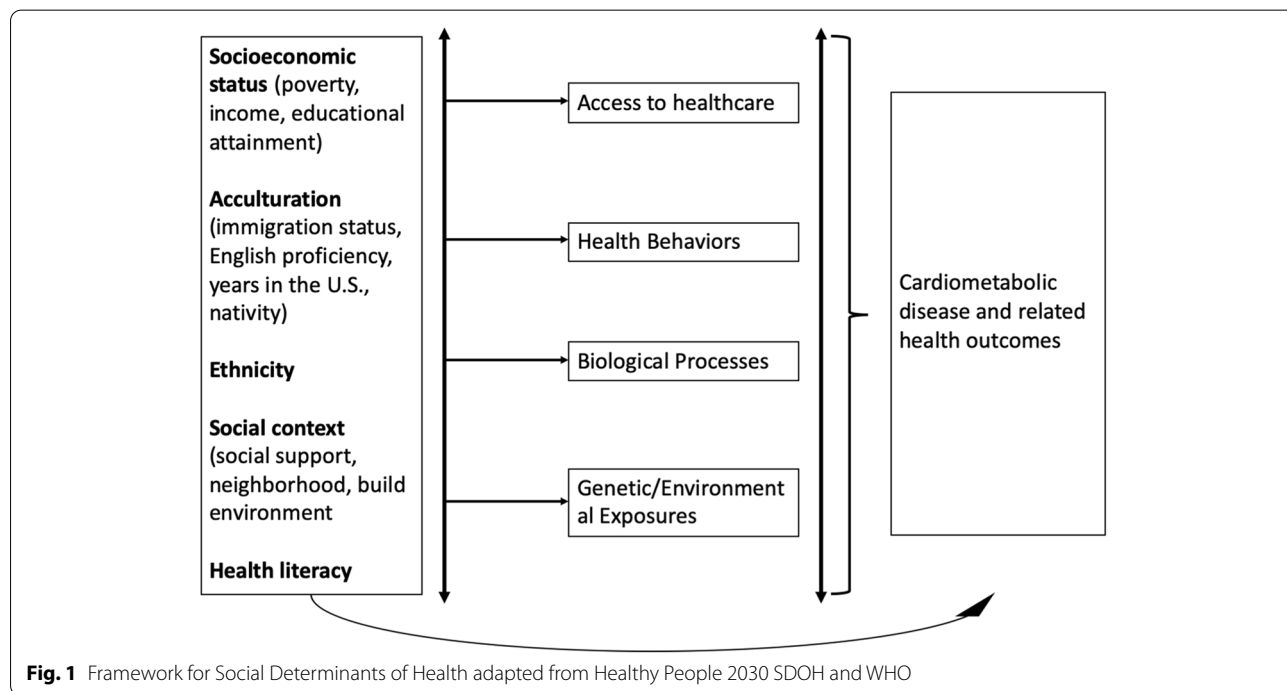 Socioeconomic
status (poverty,
income, educational
attainment)
Acculturation
(immigration status,
English proficiency,
years in the U.S.,
nativity)
Ethnicity
Social context
(social support,
neighborhood, build
environment
Health literacy
Access to healthcare
Health Behaviors
Biological Processes
Genetic/Environment
al Exposures
Cardiometabolic
disease and related
health outcomes
Fig. 1 Framework for Social Determinants of Health adapted from Healthy People 2030 SDOH and WHO